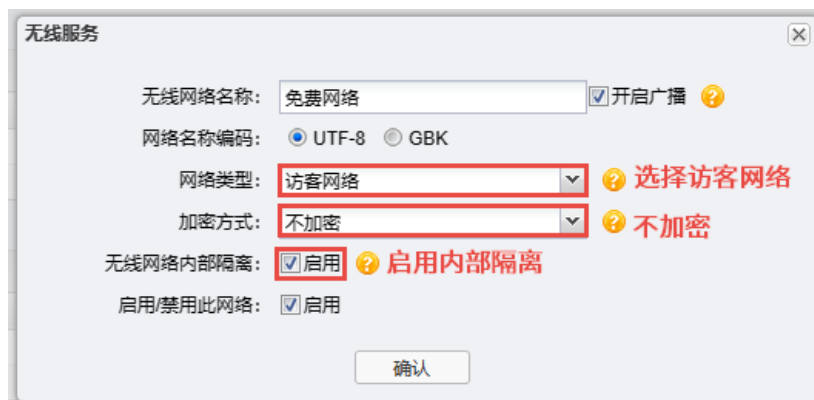 无线服务
无线网络名称: 免费网络 开启广播
网络名称编码: UTF-8 GBK
网络类型: 访客网络 选择访客网络
加密方式: 不加密 不加密
无线网络内部隔离: 启用 启用内部隔离
启用/禁用此网络: 启用
确认